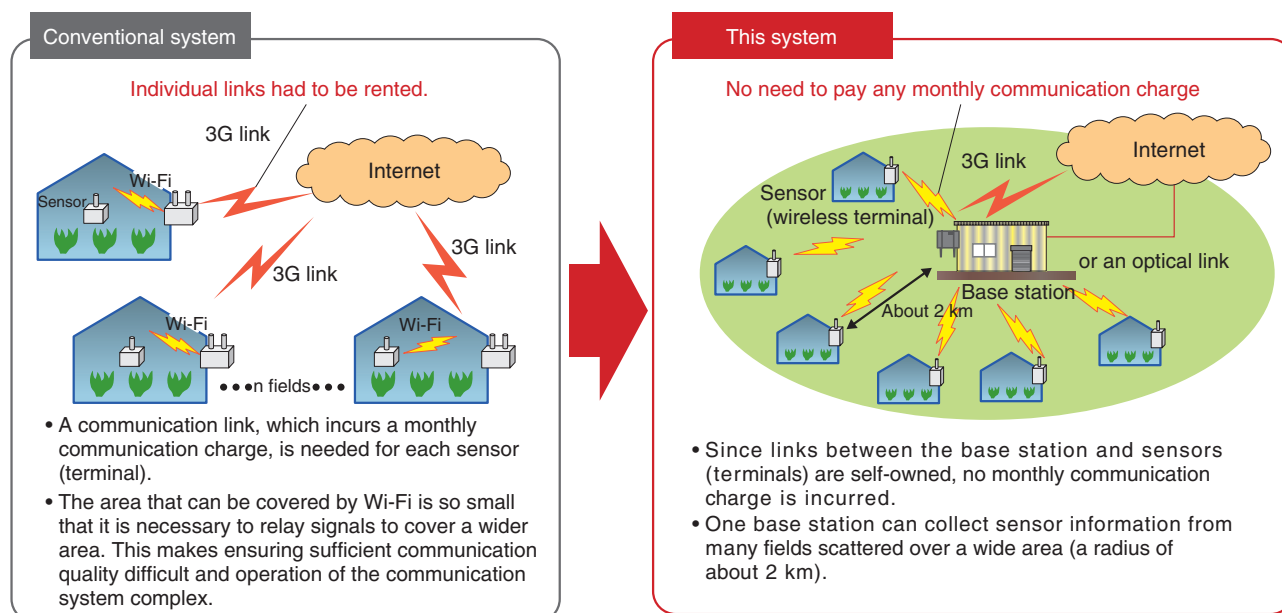 Conventional system
Individual links had to be rented.
3G link
Internet
Wi-Fi
Sensor
3G link
3G link
Wi-Fi
Wi-Fi
•••n fields•••
• A communication link, which incurs a monthly
communication charge, is needed for each sensor
(terminal).
• The area that can be covered by Wi-Fi is so small
that it is necessary to relay signals to cover a wider
area. This makes ensuring sufficient communication
quality difficult and operation of the communication
system complex.
This system
No need to pay any monthly communication charge
3G link
Internet
Sensor
(wireless terminal)
or an optical link
Base station
About 2 km
• Since links between the base station and sensors
(terminals) are self-owned, no monthly communication
charge is incurred.
• One base station can collect sensor information from
many fields scattered over a wide area (a radius of
about 2 km).